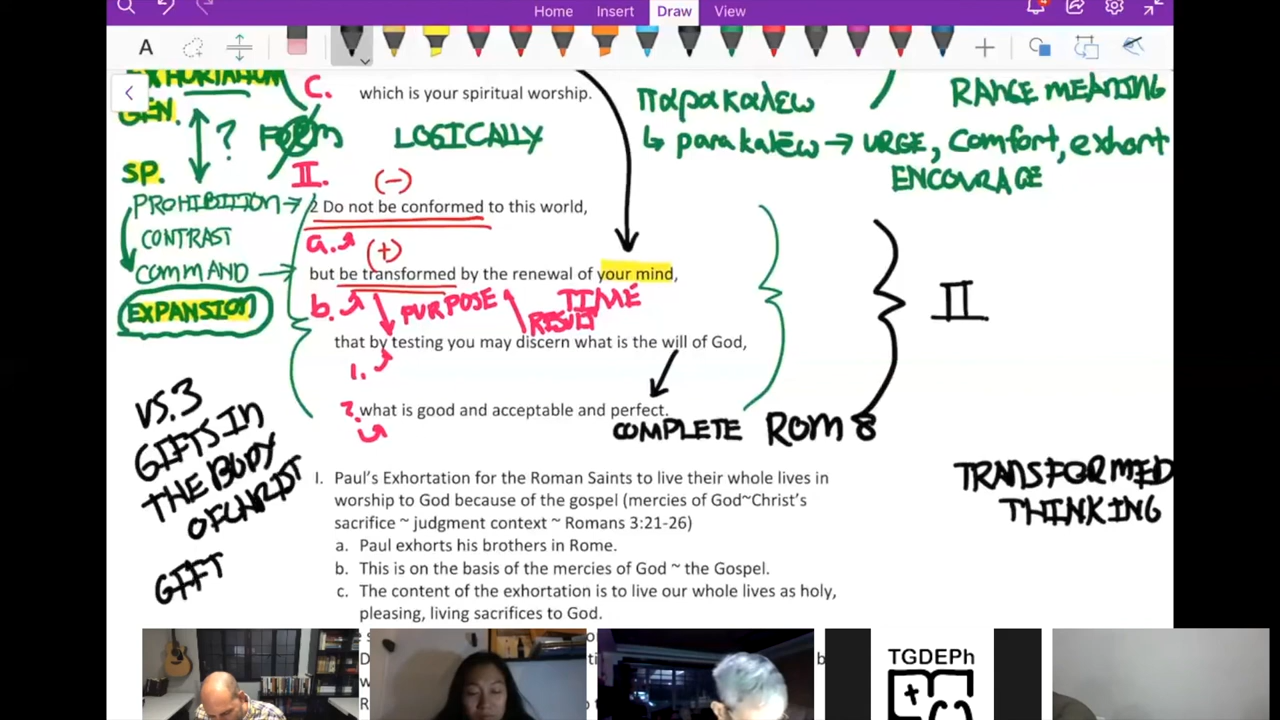 Home Insert Draw View
A
EXHORTATION
GEN.
C. which is your spiritual worship.
παρακαλεω
RANGE MEANING
? FORM LOGICALLY
↳ parakalēw → URGE, Comfort, exhort
ENCOURAGE
SP.
II. (-)
PROHIBITION → 2 Do not be conformed to this world,
CONTRAST
a. (+)
COMMAND → but be transformed by the renewal of your mind,
EXPANSION
b. PURPOSE TIME
RESULT
II
that by testing you may discern what is the will of God,
1.
2. what is good and acceptable and perfect.
COMPLETE ROM 8
VS.3
GIFTS IN
THE BODY
OF CHRIST
GIFT
TRANSFORMED
THINKING
I. Paul's Exhortation for the Roman Saints to live their whole lives in
worship to God because of the gospel (mercies of God~Christ's
sacrifice ~ judgment context ~ Romans 3:21-26)
a. Paul exhorts his brothers in Rome.
b. This is on the basis of the mercies of God ~ the Gospel.
c. The content of the exhortation is to live our whole lives as holy,
pleasing, living sacrifices to God.
TGDEPh